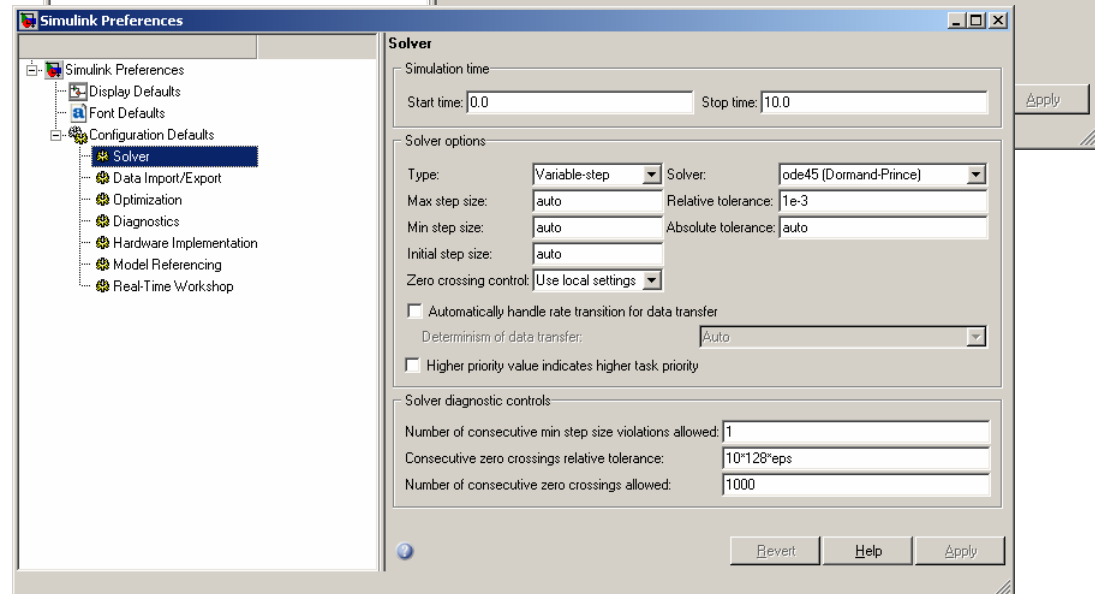 Simulink Preferences
Simulink Preferences
Display Defaults
Font Defaults
Configuration Defaults
Solver
Data Import/Export
Optimization
Diagnostics
Hardware Implementation
Model Referencing
Real-Time Workshop
Solver
Simulation time
Start time: 0.0 Stop time: 10.0
Solver options
Type: Variable-step Solver: ode45 (Dormand-Prince)
Max step size: auto Relative tolerance: 1e-3
Min step size: auto Absolute tolerance: auto
Initial step size: auto
Zero crossing control: Use local settings
Automatically handle rate transition for data transfer
Determinism of data transfer: Auto
Higher priority value indicates higher task priority
Solver diagnostic controls
Number of consecutive min step size violations allowed: 1
Consecutive zero crossings relative tolerance: 10*128*eps
Number of consecutive zero crossings allowed: 1000
Revert Help Apply
Apply